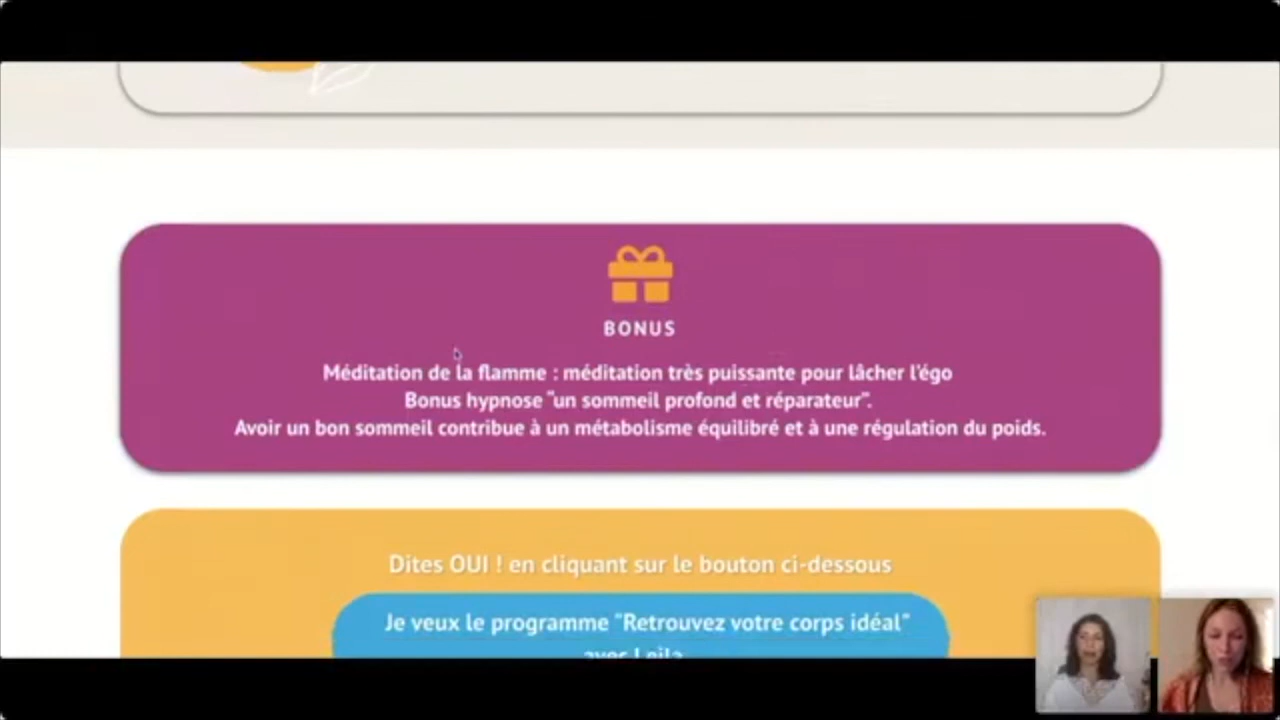 BONUS
Méditation de la flamme : méditation très puissante pour lâcher l'égo
Bonus hypnose "un sommeil profond et réparateur".
Avoir un bon sommeil contribue à un métabolisme équilibré et à une régulation du poids.
Dites OUI ! en cliquant sur le bouton ci-dessous
Je veux le programme "Retrouvez votre corps idéal"
avec Leila